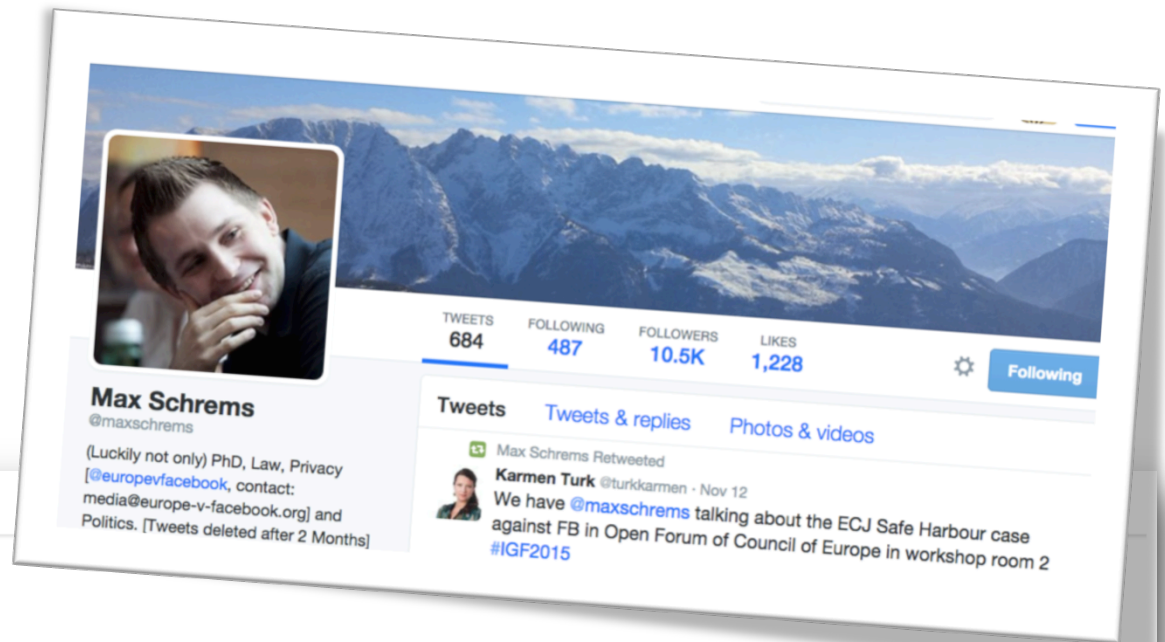 TWEETS
684
FOLLOWING
487
FOLLOWERS
10.5K
LIKES
1,228
Following
Max Schrems
@maxschrems
(Luckily not only) PhD, Law, Privacy
[@europevfacebook, contact:
media@europe-v-facebook.org] and
Politics. [Tweets deleted after 2 Months]
Tweets Tweets & replies Photos & videos
Max Schrems Retweeted
Karmen Turk @turkkarmen · Nov 12
We have @maxschrems talking about the ECJ Safe Harbour case
against FB in Open Forum of Council of Europe in workshop room 2
#IGF2015